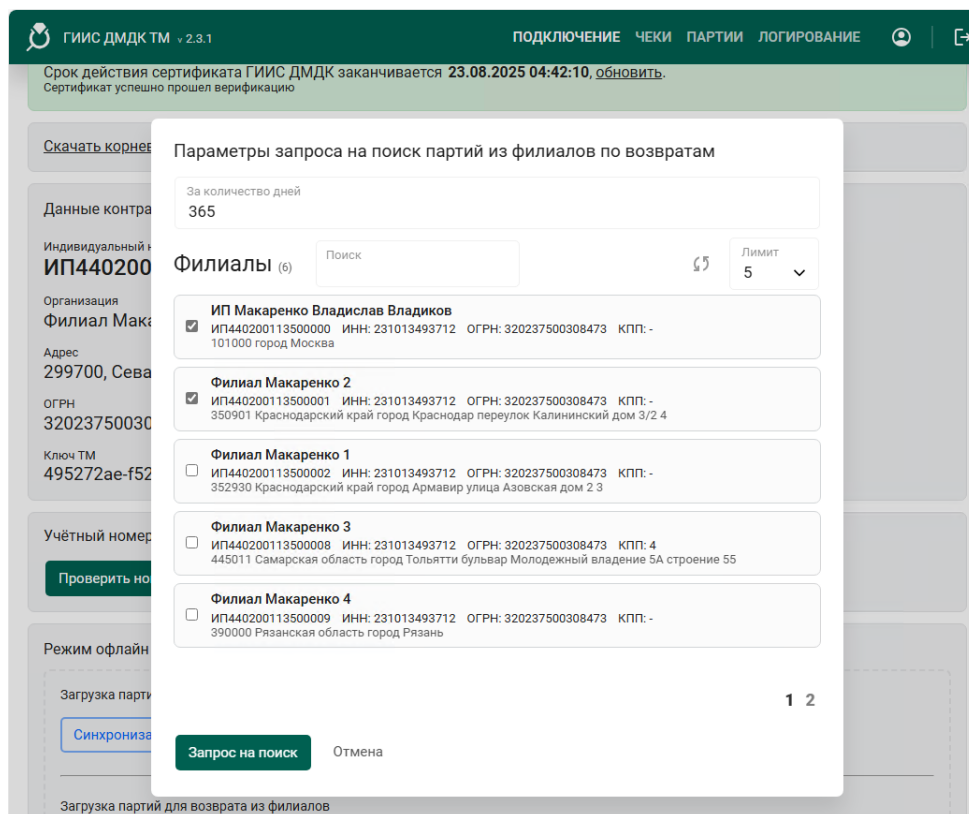 ГИИС ДМДК ТМ v 2.3.1 ПОДКЛЮЧЕНИЕ ЧЕКИ ПАРТИИ ЛОГИРОВАНИЕ
Срок действия сертификата ГИИС ДМДК заканчивается 23.08.2025 04:42:10, обновить.
Сертификат успешно прошел верификацию
Скачать
Данные
Индивидуальный
ИП440200
Организация
Филиал
Адрес
299700,
ОГРН
32023750030
Ключ ТМ
495272ae-f52
Учётный
Проверить
Режим офлайн
Загрузка
Параметры запроса на поиск партий из филиалов по возвратам
За количество дней
365
Филиалы (6) Поиск Лимит
5
ИП Макаренко Владислав Владиков
ИП440200113500000 ИНН: 231013493712 ОГРН: 320237500308473 КПП: -
101000 город Москва
Филиал Макаренко 2
ИП440200113500001 ИНН: 231013493712 ОГРН: 320237500308473 КПП: -
350901 Краснодарский край город Краснодар переулок Калининский дом 3/2 4
Филиал Макаренко 1
ИП440200113500002 ИНН: 231013493712 ОГРН: 320237500308473 КПП: -
352930 Краснодарский край город Армавир улица Азовская дом 2 3
Филиал Макаренко 3
ИП440200113500008 ИНН: 231013493712 ОГРН: 320237500308473 КПП: 4
445011 Самарская область город Тольятти бульвар Молодежный владение 5А строение 55
Филиал Макаренко 4
ИП440200113500009 ИНН: 231013493712 ОГРН: 320237500308473 КПП: -
390000 Рязанская область город Рязань
1 2
Запрос на поиск Отмена
Загрузка партий для возврата из филиалов